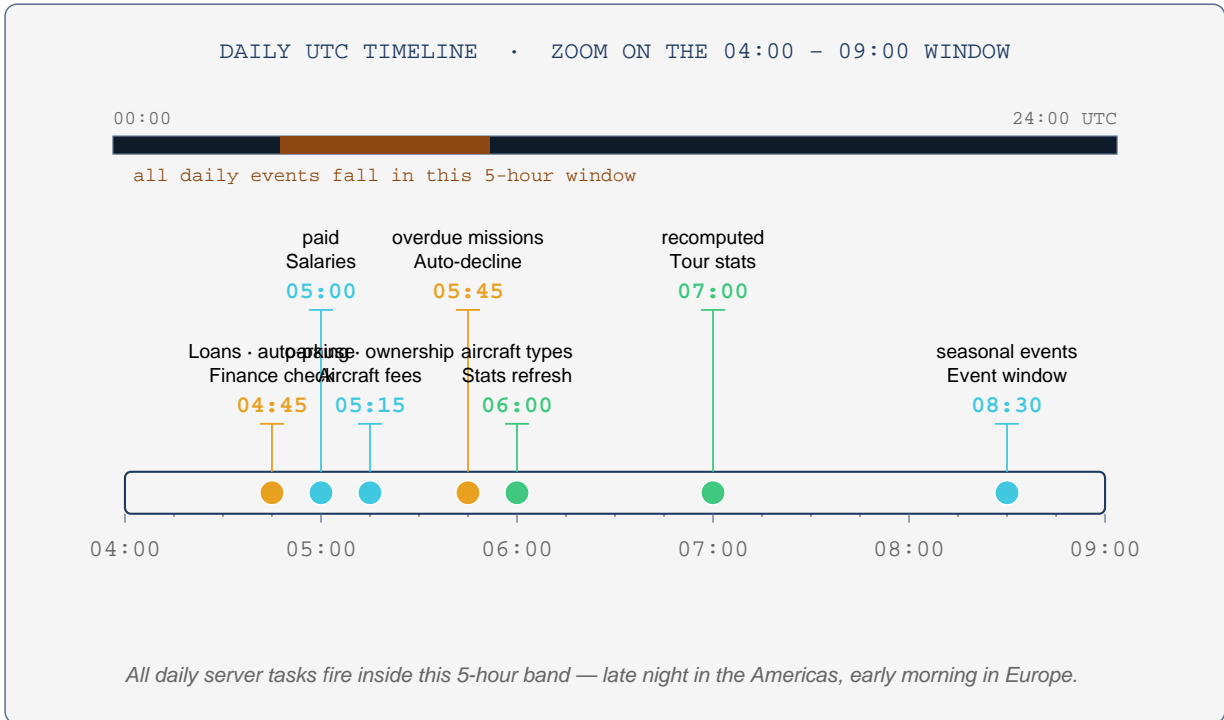 DAILY UTC TIMELINE · ZOOM ON THE 04:00 – 09:00 WINDOW
00:00
24:00 UTC
all daily events fall in this 5-hour window
paid
Salaries
05:00
overdue missions
Auto-decline
05:45
recomputed
Tour stats
07:00
Loans · auto-pause
Finance check
04:45
parking · ownership
Aircraft fees
05:15
aircraft types
Stats refresh
06:00
seasonal events
Event window
08:30
04:00
05:00
06:00
07:00
08:00
09:00
All daily server tasks fire inside this 5-hour band — late night in the Americas, early morning in Europe.